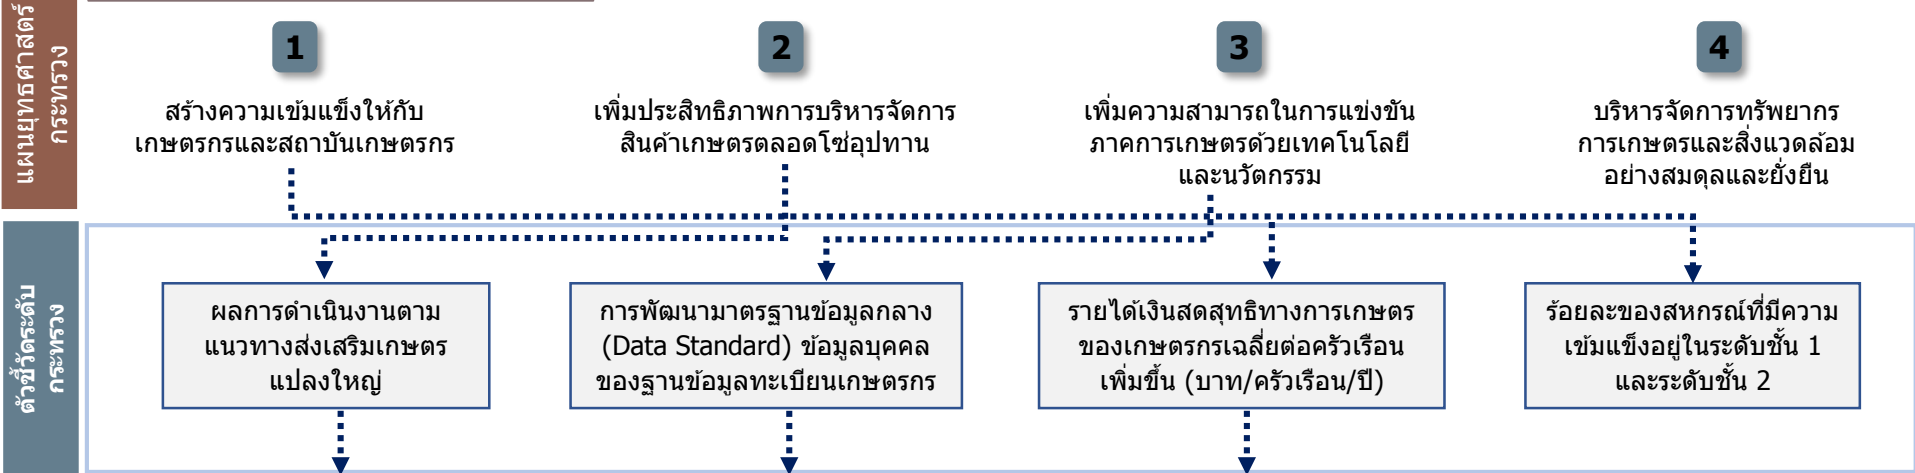 แผนยุทธศาสตร์
กระทรวง
1
สร้างความเข้มแข็งให้กับ
เกษตรกรและสถาบันเกษตรกร
2
เพิ่มประสิทธิภาพการบริหารจัดการ
สินค้าเกษตรตลอดโซ่อุปทาน
3
เพิ่มความสามารถในการแข่งขัน
ภาคการเกษตรด้วยเทคโนโลยี
และนวัตกรรม
4
บริหารจัดการทรัพยากร
การเกษตรและสิ่งแวดล้อม
อย่างสมดุลและยั่งยืน
ตัวชี้วัดระดับ
กระทรวง
ผลการดำเนินงานตาม
แนวทางส่งเสริมเกษตร
แปลงใหญ่
การพัฒนามาตรฐานข้อมูลกลาง
(Data Standard) ข้อมูลบุคคล
ของฐานข้อมูลทะเบียนเกษตรกร
รายได้เงินสดสุทธิทางการเกษตร
ของเกษตรกรเฉลี่ยต่อครัวเรือน
เพิ่มขึ้น (บาท/ครัวเรือน/ปี)
ร้อยละของสหกรณ์ที่มีความ
เข้มแข็งอยู่ในระดับชั้น 1
และระดับชั้น 2